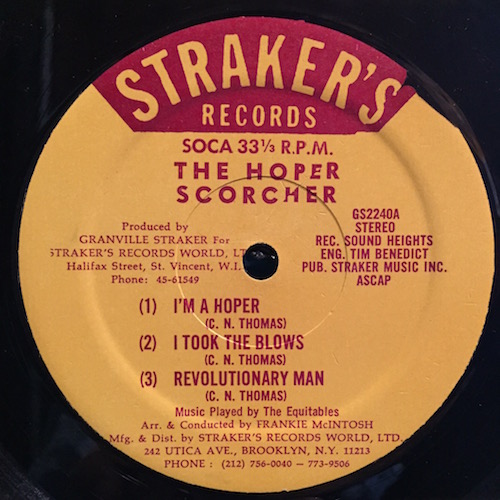 STRAKER'S
RECORDS
SOCA 33⅓ R.P.M.
THE HOPER
SCORCHER
GS2240A
STEREO
REC. SOUND HEIGHTS
ENG. TIM BENEDICT
PUB. STRAKER MUSIC INC.
ASCAP
Produced by
GRANVILLE STRAKER For
STRAKER'S RECORDS WORLD, LT
Halifax Street, St. Vincent, W.I.
Phone: 45-61549
(1) I'M A HOPER
(C. N. THOMAS)
(2) I TOOK THE BLOWS
(C. N. THOMAS)
(3) REVOLUTIONARY MAN
(C. N. THOMAS)
Music Played by The Equitables
Arr. & Conducted by FRANKIE McINTOSH
Mfg. & Dist. by STRAKER'S RECORDS WORLD, LTD.
242 UTICA AVE., BROOKLYN, N.Y. 11213
PHONE: (212) 756-0040 — 773-9506